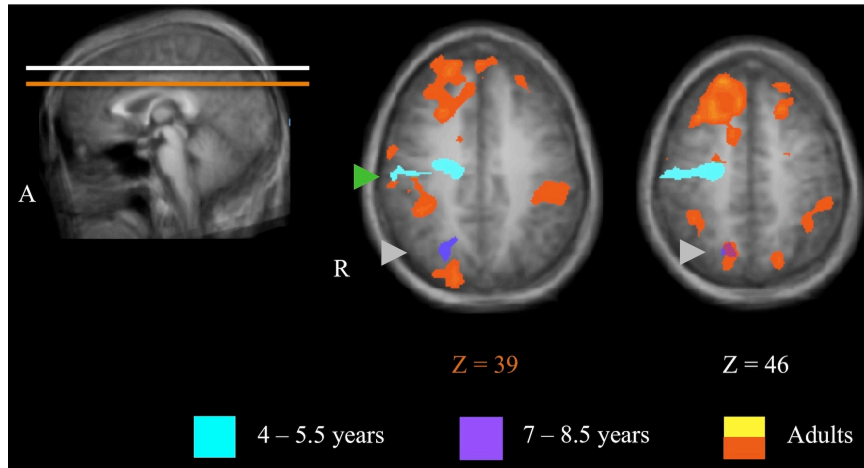 A
R
Z = 39
Z = 46
4 – 5.5 years
7 – 8.5 years
Adults